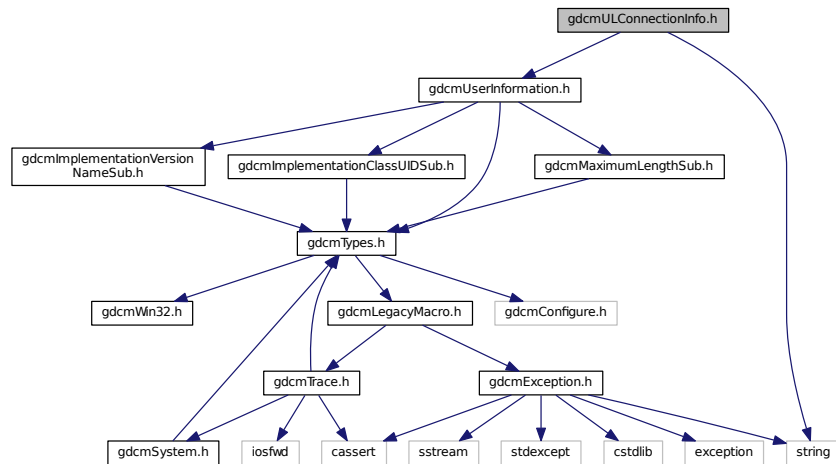 gdcmULConnectionInfo.h
gdcmUserInformation.h
gdcmImplementationVersion
NameSub.h
gdcmImplementationClassUIDSub.h
gdcmMaximumLengthSub.h
gdcmTypes.h
gdcmWin32.h
gdcmLegacyMacro.h
gdcmConfigure.h
gdcmTrace.h
gdcmException.h
gdcmSystem.h
iosfwd
cassert
sstream
stdexcept
cstdlib
exception
string